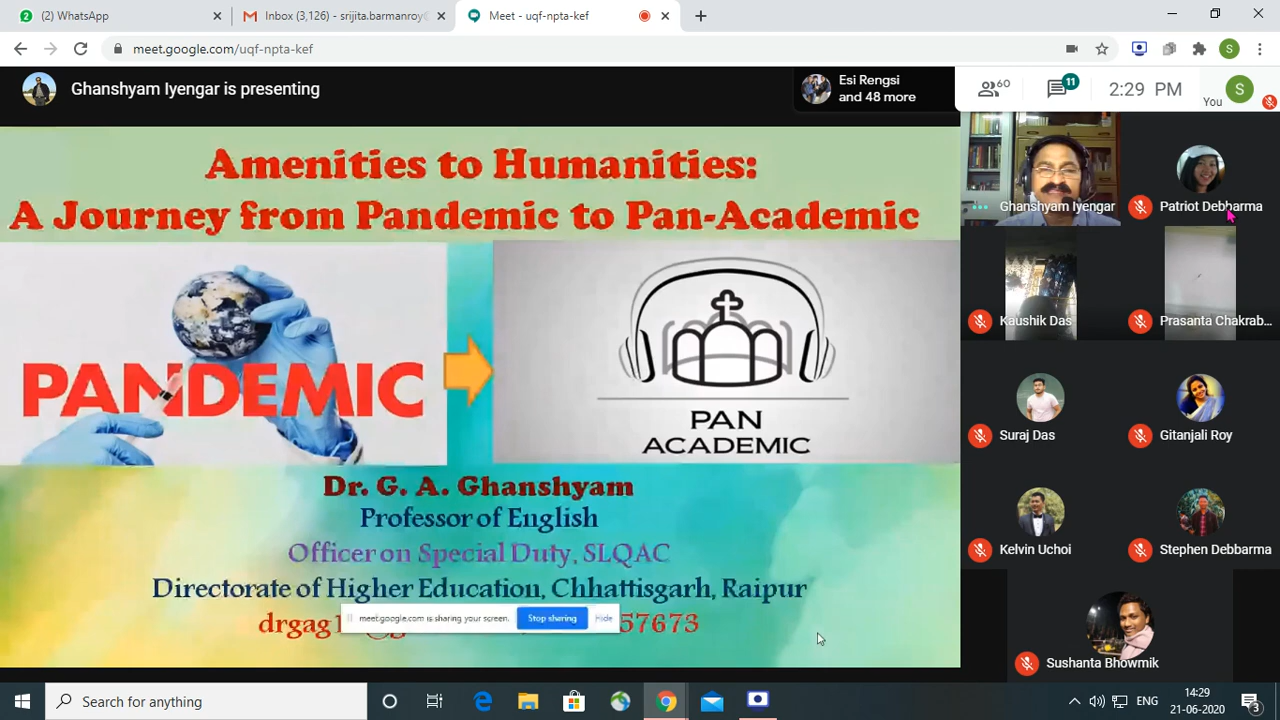 (2) WhatsApp
Inbox (3,126) - srijita.barmanroy@
Meet - uqf-npta-kef
meet.google.com/uqf-npta-kef
S
Ghanshyam Iyengar is presenting
Esi Rengsi
and 48 more
60
11
2:29 PM
You
S
Amenities to Humanities:
A Journey from Pandemic to Pan-Academic
PANDEMIC
PAN
ACADEMIC
Dr. G. A. Ghanshyam
Professor of English
Officer on Special Duty, SLQAC
Directorate of Higher Education, Chhattisgarh, Raipur
meet.google.com is sharing your screen.
Stop sharing
Hide
drgag1
57673
Ghanshyam Iyengar
Patriot Debbarma
Kaushik Das
Prasanta Chakrab...
Suraj Das
Gitanjali Roy
Kelvin Uchoi
Stephen Debbarma
Sushanta Bhowmik
Search for anything
ENG
14:29
21-06-2020
3